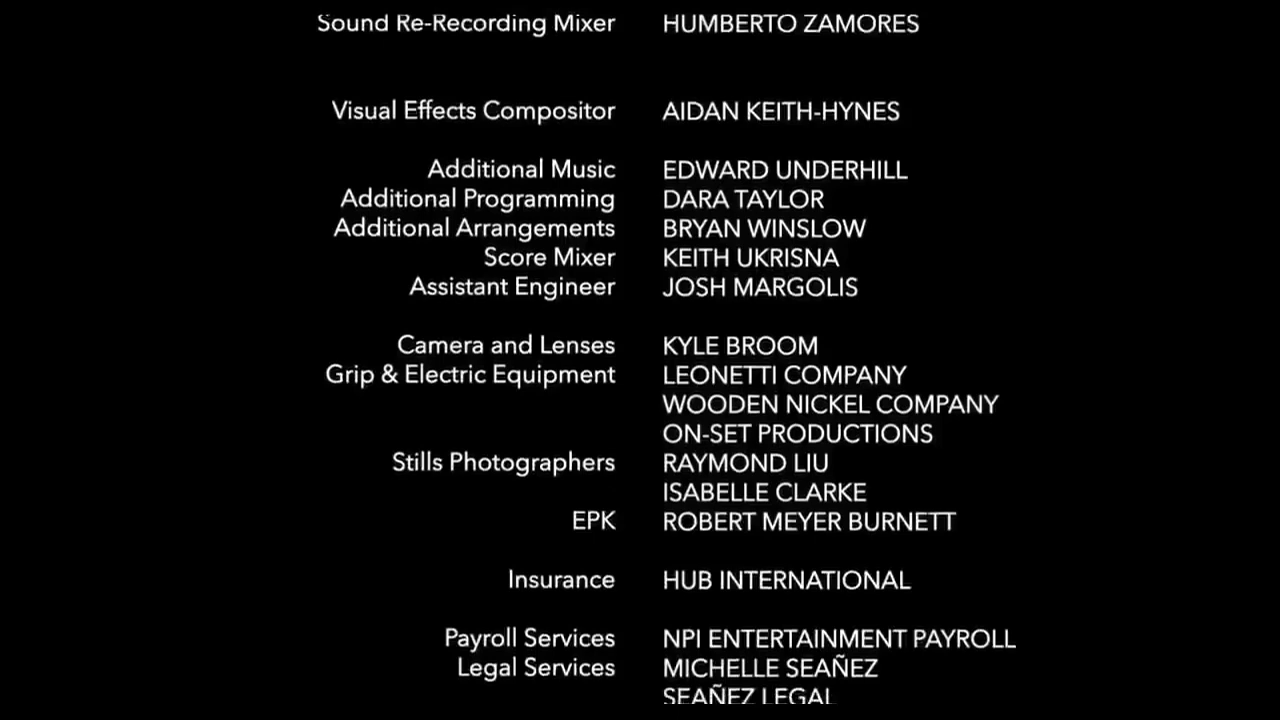 Sound Re-Recording Mixer HUMBERTO ZAMORES
Visual Effects Compositor AIDAN KEITH-HYNES
Additional Music EDWARD UNDERHILL
Additional Programming DARA TAYLOR
Additional Arrangements BRYAN WINSLOW
Score Mixer KEITH UKRISNA
Assistant Engineer JOSH MARGOLIS
Camera and Lenses KYLE BROOM
Grip & Electric Equipment LEONETTI COMPANY
WOODEN NICKEL COMPANY
ON-SET PRODUCTIONS
Stills Photographers RAYMOND LIU
ISABELLE CLARKE
EPK ROBERT MEYER BURNETT
Insurance HUB INTERNATIONAL
Payroll Services NPI ENTERTAINMENT PAYROLL
Legal Services MICHELLE SEAÑEZ
SEAÑEZ LEGAL